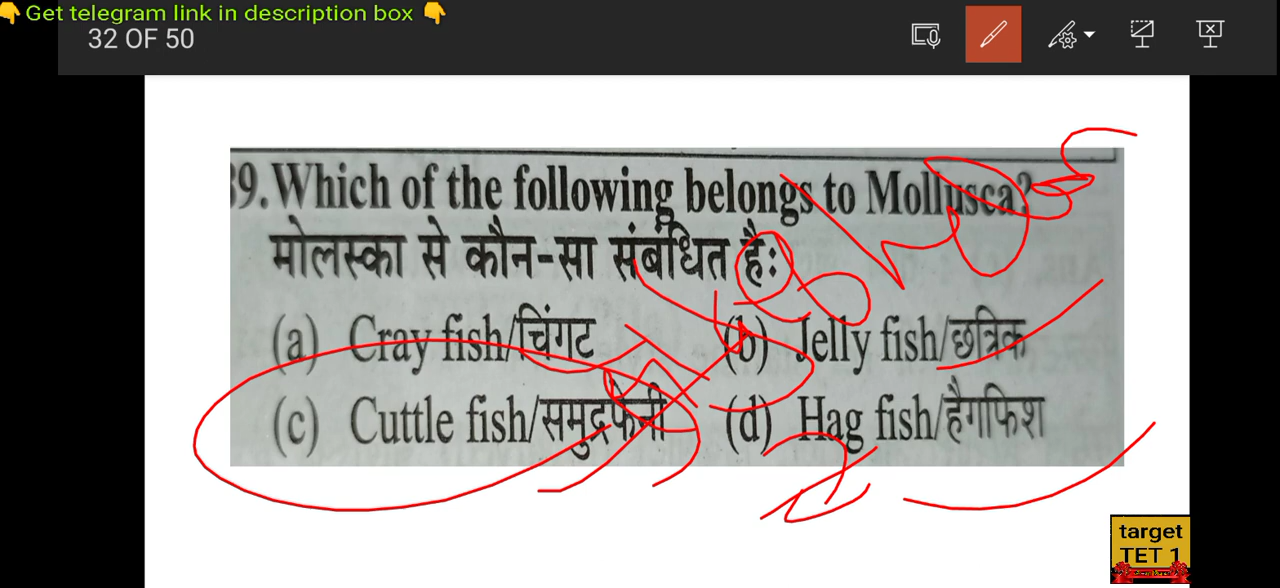 👇 Get telegram link in description box 👇
32 OF 50
39. Which of the following belongs to Mollusca?
मोलस्का से कौन-सा संबंधित हैः
(a) Cray fish/चिंगट (b) Jelly fish/छत्रिक
(c) Cuttle fish/समुद्रफेनी (d) Hag fish/हैगफिश
target
TET 1